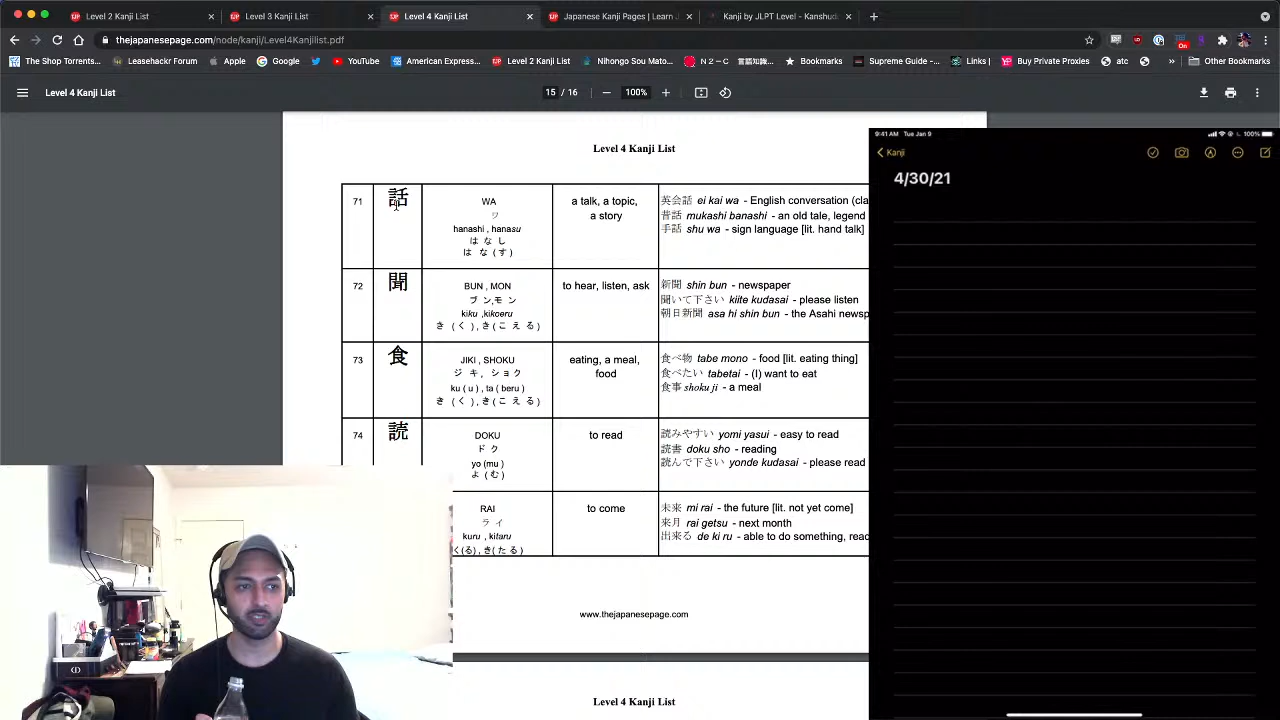 Level 2 Kanji List
Level 3 Kanji List
Level 4 Kanji List
Japanese Kanji Pages | Learn J
Kanji by JLPT Level - Kanshud
thejapanesepage.com/node/kanji/Level4Kanjilist.pdf
The Shop Torrents...
Leasehackr Forum
Apple
Google
YouTube
American Express...
Level 2 Kanji List
Nihongo Sou Mato...
N2-C 言語知識...
Bookmarks
Supreme Guide -...
Links |
Buy Private Proxies
atc
»
Other Bookmarks
Level 4 Kanji List
15 / 16
100%
Level 4 Kanji List
71
話
WA
ワ
hanashi , hanasu
は な し
は な ( す )
a talk, a topic,
a story
英会話 ei kai wa - English conversation (cla
昔話 mukashi banashi - an old tale, legend
手話 shu wa - sign language [lit. hand talk]
72
聞
BUN , MON
ブ ン,モ ン
kiku ,kikoeru
き ( く ) , き ( こ え る )
to hear, listen, ask
新聞 shin bun - newspaper
聞いて下さい kiite kudasai - please listen
朝日新聞 asa hi shin bun - the Asahi newsp
73
食
JIKI , SHOKU
ジ キ , シ ョ ク
ku ( u ) , ta ( beru )
き ( く ) , き ( こ え る )
eating, a meal,
food
食べ物 tabe mono - food [lit. eating thing]
食べたい tabetai - (I) want to eat
食事 shoku ji - a meal
74
読
DOKU
ド ク
yo (mu )
よ ( む )
to read
読みやすい yomi yasui - easy to read
読書 doku sho - reading
読んで下さい yonde kudasai - please read
RAI
ラ イ
kuru , kitaru
く(る) , き( た る )
to come
未来 mi rai - the future [lit. not yet come]
来月 rai getsu - next month
出来る de ki ru - able to do something, read
www.thejapanesepage.com
Level 4 Kanji List
9:41 AM Tue Jan 9
100%
Kanji
4/30/21